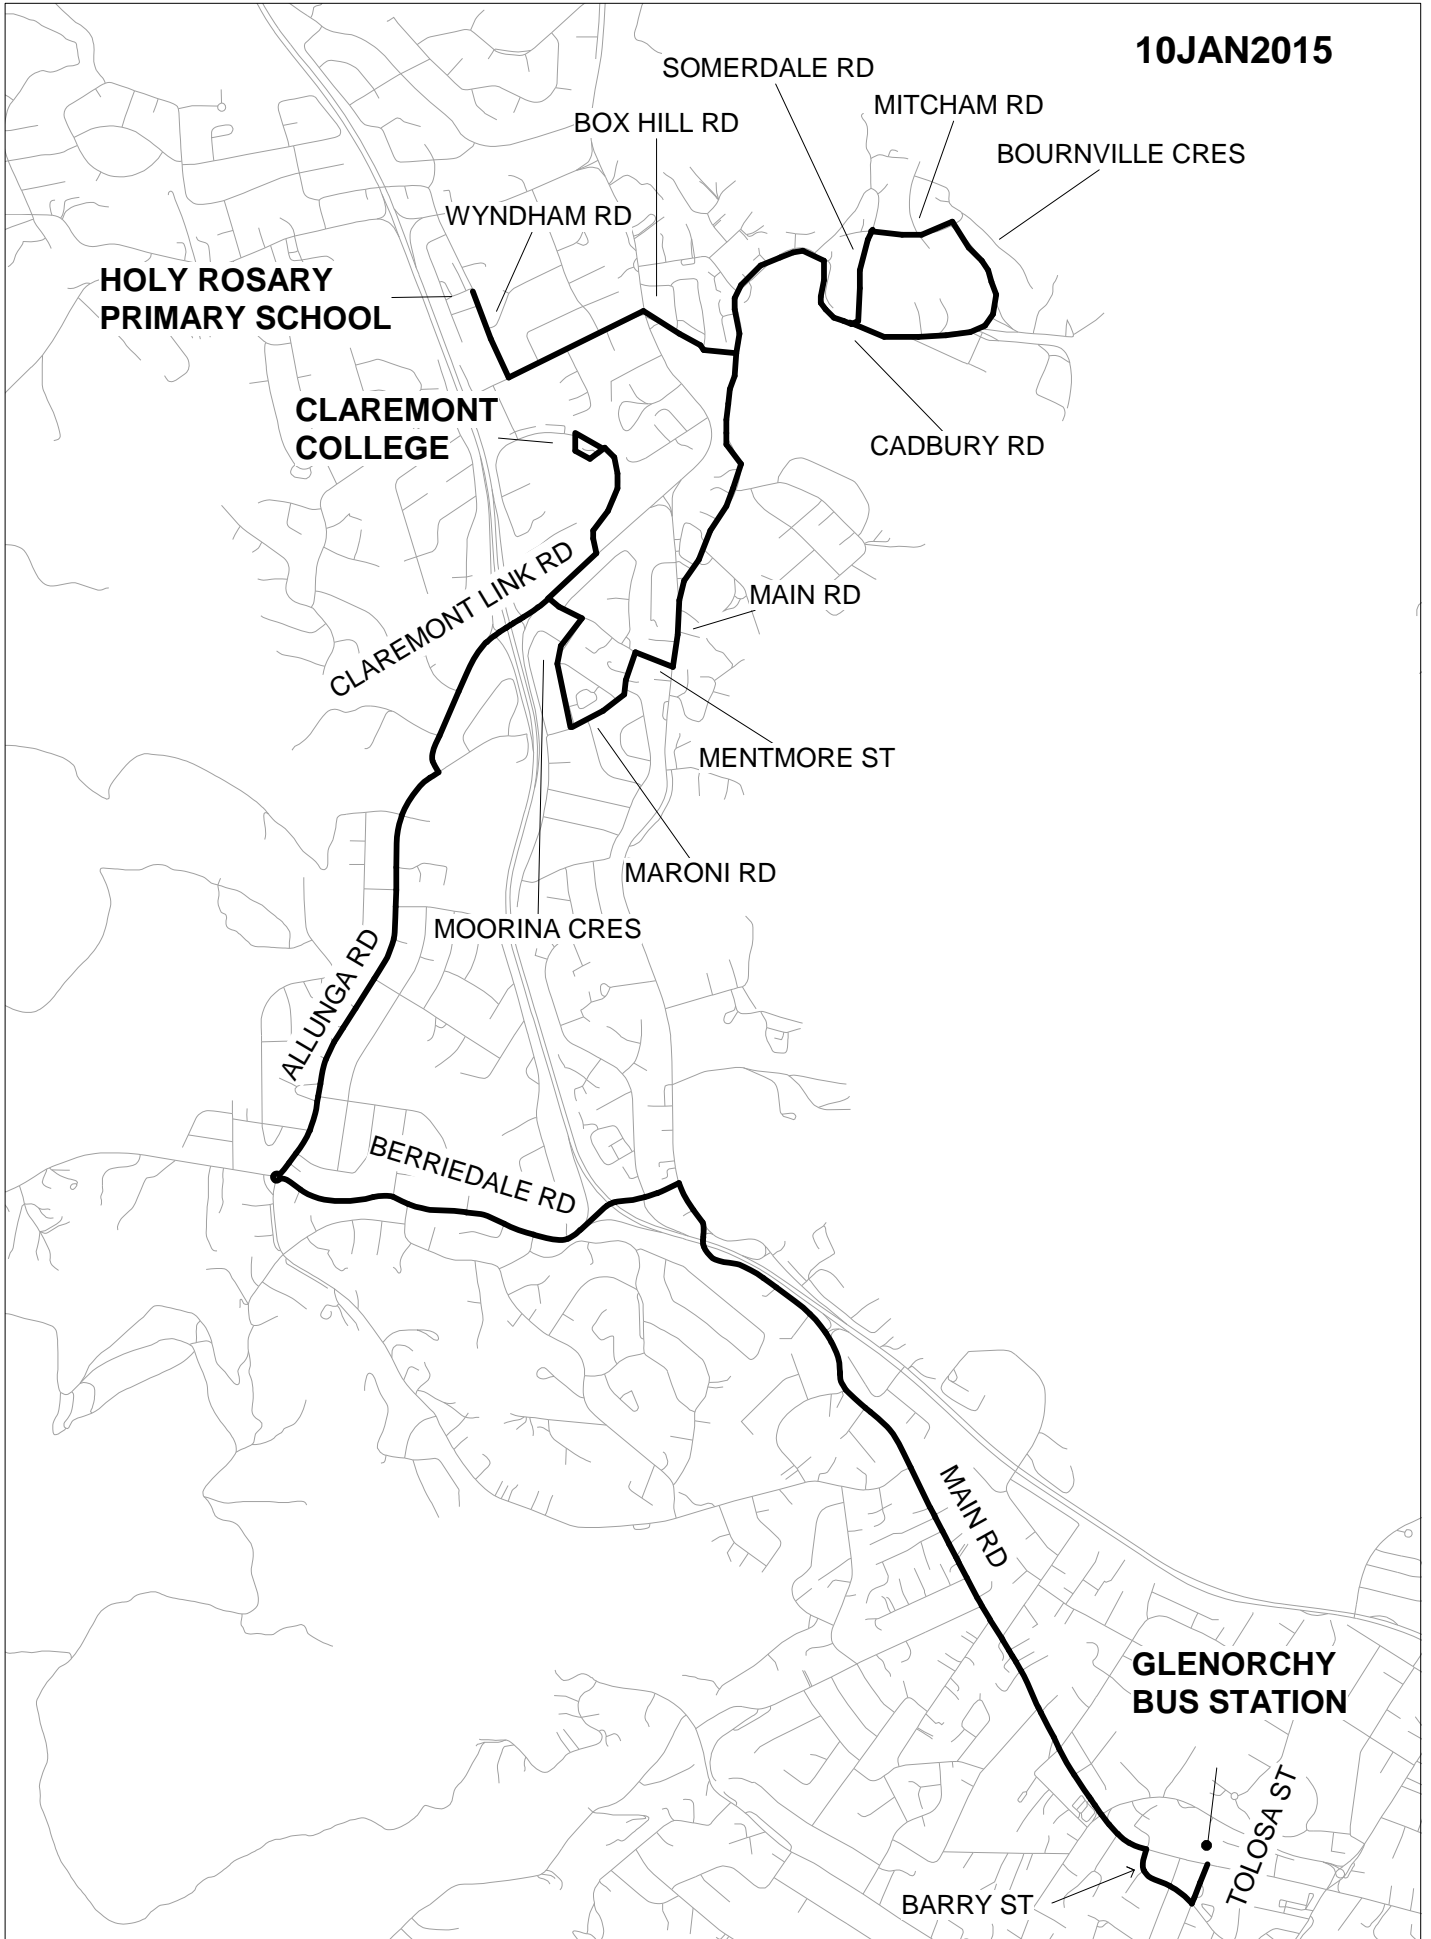 10JAN2015
SOMERDALE RD
MITCHAM RD
BOX HILL RD
BOURNVILLE CRES
WYNDHAM RD
HOLY ROSARY
PRIMARY SCHOOL
CLAREMONT
COLLEGE
CADBURY RD
CLAREMONT LINK RD
MAIN RD
MENTMORE ST
MARONI RD
MOORINA CRES
ALLUNGA RD
BERRIEDALE RD
MAIN RD
GLENORCHY
BUS STATION
TOLOSA ST
BARRY ST